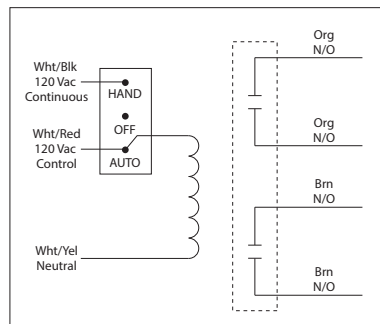 Wht/Blk
120 Vac
Continuous
HAND
OFF
Wht/Red
120 Vac
Control
AUTO
Wht/Yel
Neutral
Org
N/O
Org
N/O
Brn
N/O
Brn
N/O